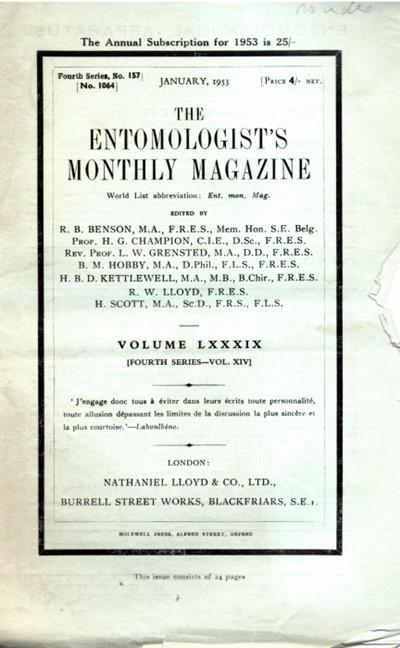 The Annual Subscription for 1953 is 25/-
Fourth Series, No. 157] JANUARY, 1953 [PRICE 4/- NET.
[No. 1064]
THE
ENTOMOLOGIST'S
MONTHLY MAGAZINE
World List abbreviation: Ent. mon. Mag.
EDITED BY
R. B. BENSON, M.A., F.R.E.S., Mem. Hon. S.E. Belg.
PROF. H. G. CHAMPION, C.I.E., D.Sc., F.R.E.S.
REV. PROF. L. W. GRENSTED, M.A., D.D., F.R.E.S.
B. M. HOBBY, M.A., D.Phil., F.L.S., F.R.E.S.
H. B. D. KETTLEWELL, M.A., M.B., B.Chir., F.R.E.S.
R. W. LLOYD, F.R.E.S.
H. SCOTT, M.A., Sc.D., F.R.S., F.L.S.
VOLUME LXXXIX
[FOURTH SERIES—VOL. XIV]
' J'engage donc tous à éviter dans leurs écrits toute personnalité,
toute allusion dépassant les limites de la discussion la plus sincère et
la plus courtoise.'—Laboulbène.
LONDON:
NATHANIEL LLOYD & CO., LTD.,
BURRELL STREET WORKS, BLACKFRIARS, S.E.1.
HOLYWELL PRESS, ALFRED STREET, OXFORD
This issue consists of 24 pages